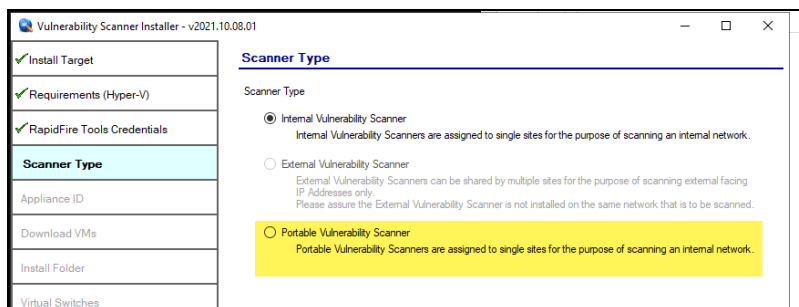 Vulnerability Scanner Installer - v2021.10.08.01
Install Target
Requirements (Hyper-V)
RapidFire Tools Credentials
Scanner Type
Appliance ID
Download VMs
Install Folder
Virtual Switches
Scanner Type
Scanner Type
Internal Vulnerability Scanner
Internal Vulnerability Scanners are assigned to single sites for the purpose of scanning an internal network.
External Vulnerability Scanner
External Vulnerability Scanners can be shared by multiple sites for the purpose of scanning external facing
IP Addresses only.
Please assure the External Vulnerability Scanner is not installed on the same network that is to be scanned.
Portable Vulnerability Scanner
Portable Vulnerability Scanners are assigned to single sites for the purpose of scanning an internal network.